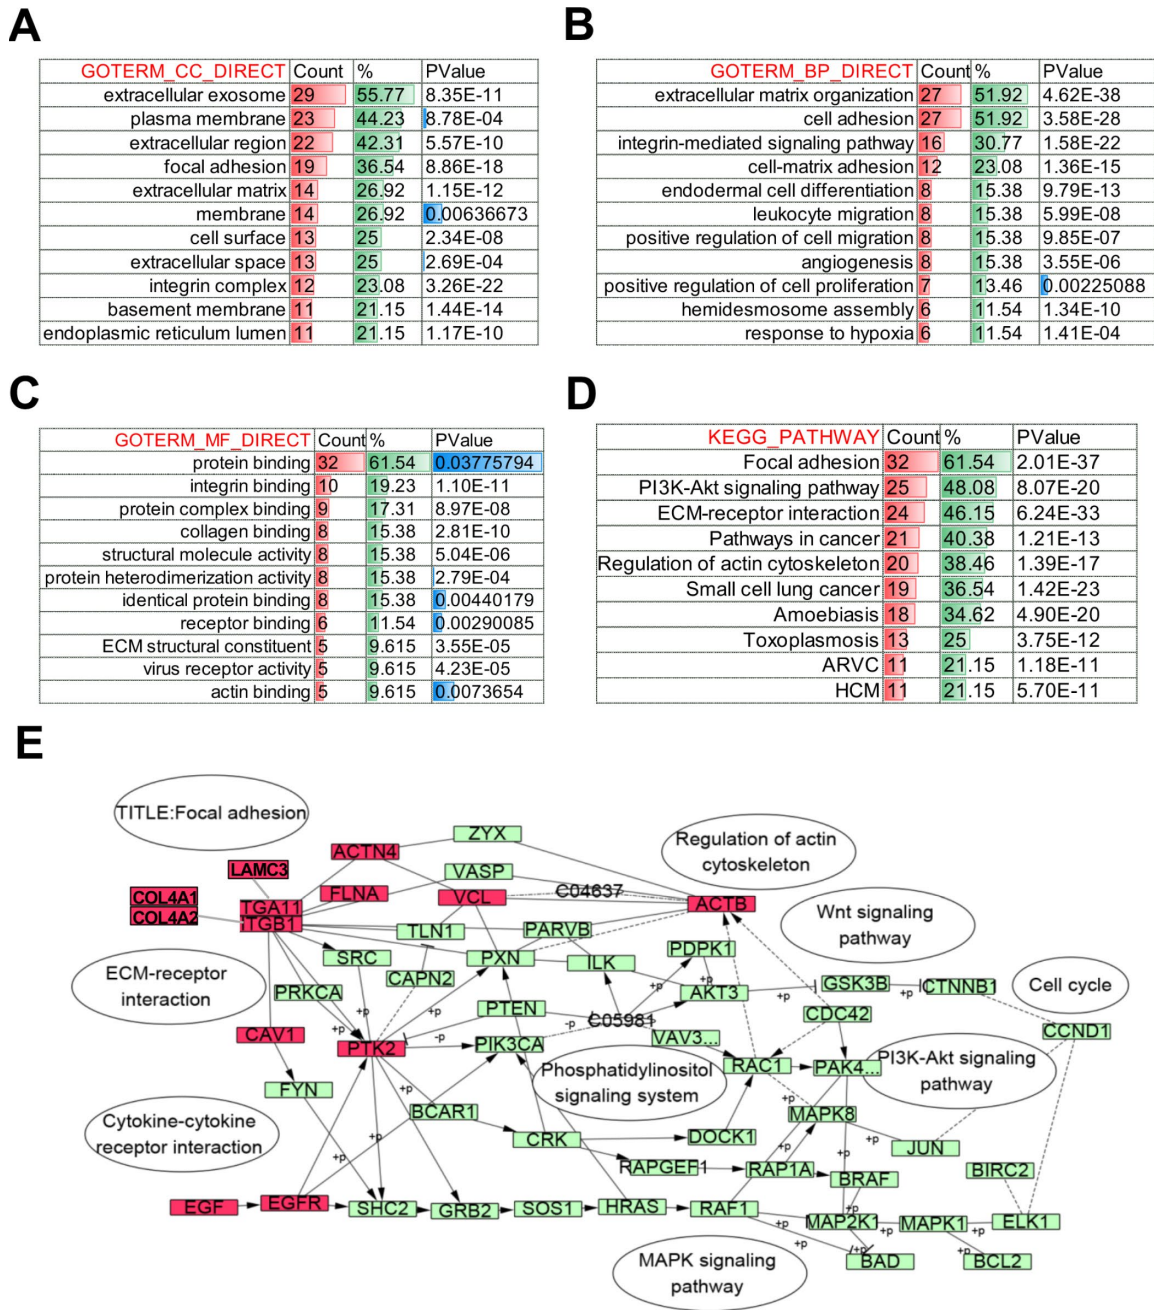 A
GOTERM_CC_DIRECT Count % PValue
extracellular exosome 29 55.77 8.35E-11
plasma membrane 23 44.23 8.78E-04
extracellular region 22 42.31 5.57E-10
focal adhesion 19 36.54 8.86E-18
extracellular matrix 14 26.92 1.15E-12
membrane 14 26.92 0.00636673
cell surface 13 25 2.34E-08
extracellular space 13 25 2.69E-04
integrin complex 12 23.08 3.26E-22
basement membrane 11 21.15 1.44E-14
endoplasmic reticulum lumen 11 21.15 1.17E-10
B
GOTERM_BP_DIRECT Count % PValue
extracellular matrix organization 27 51.92 4.62E-38
cell adhesion 27 51.92 3.58E-28
integrin-mediated signaling pathway 16 30.77 1.58E-22
cell-matrix adhesion 12 23.08 1.36E-15
endodermal cell differentiation 8 15.38 9.79E-13
leukocyte migration 8 15.38 5.99E-08
positive regulation of cell migration 8 15.38 9.85E-07
angiogenesis 8 15.38 3.55E-06
positive regulation of cell proliferation 7 13.46 0.00225088
hemidesmosome assembly 6 11.54 1.34E-10
response to hypoxia 6 11.54 1.41E-04
C
GOTERM_MF_DIRECT Count % PValue
protein binding 32 61.54 0.03775794
integrin binding 10 19.23 1.10E-11
protein complex binding 9 17.31 8.97E-08
collagen binding 8 15.38 2.81E-10
structural molecule activity 8 15.38 5.04E-06
protein heterodimerization activity 8 15.38 2.79E-04
identical protein binding 8 15.38 0.00440179
receptor binding 6 11.54 0.00290085
ECM structural constituent 5 9.615 3.55E-05
virus receptor activity 5 9.615 4.23E-05
actin binding 5 9.615 0.0073654
D
KEGG_PATHWAY Count % PValue
Focal adhesion 32 61.54 2.01E-37
PI3K-Akt signaling pathway 25 48.08 8.07E-20
ECM-receptor interaction 24 46.15 6.24E-33
Pathways in cancer 21 40.38 1.21E-13
Regulation of actin cytoskeleton 20 38.46 1.39E-17
Small cell lung cancer 19 36.54 1.42E-23
Amoebiasis 18 34.62 4.90E-20
Toxoplasmosis 13 25 3.75E-12
ARVC 11 21.15 1.18E-11
HCM 11 21.15 5.70E-11
E
TITLE:Focal adhesion
ZYX
Regulation of actin
cytoskeleton
ACTN4
LAMC3
VASP
COL4A1
FLNA
VCL
C04637
ACTB
TGA11
COL4A2
ITGB1
TLN1
PARVB
Wnt signaling
pathway
PDPK1
SRC
PXN
ILK
ECM-receptor
interaction
CAPN2
+p
+p
PRKCA
AKT3
+p
GSK3B
+p
CTNNB1
Cell cycle
PTEN
-p
C05981
CDC42
+p
+p
-p
CAV1
PTK2
PIK3CA
VAV3...
CCND1
RAC1
PAK4...
PI3K-Akt signaling
pathway
Phosphatidylinositol
signaling system
FYN
+p
+p
BCAR1
MAPK8
Cytokine-cytokine
receptor interaction
+p
CRK
DOCK1
+p
+p
JUN
+p
RAPGEF1
RAP1A
BRAF
BIRC2
EGF
EGFR
SHC2
GRB2
SOS1
HRAS
RAF1
+p
+p
MAP2K1
+p
MAPK1
+p
ELK1
+p
+p
+p
MAPK signaling
pathway
BAD
BCL2